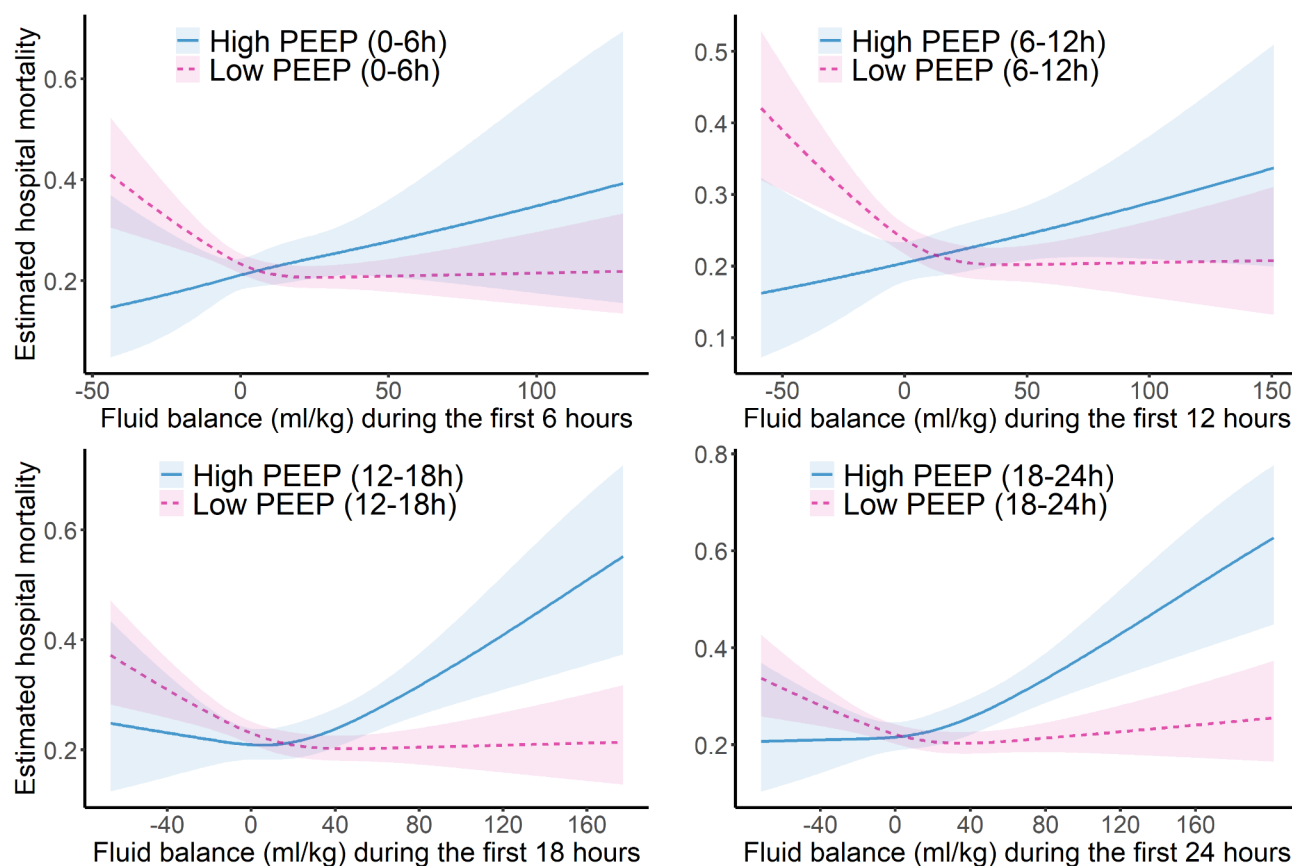 Estimated hospital mortality
High PEEP (0-6h)
Low PEEP (0-6h)
0.6
0.4
0.2
-50
0
50
100
Fluid balance (ml/kg) during the first 6 hours
High PEEP (6-12h)
Low PEEP (6-12h)
0.5
0.4
0.3
0.2
0.1
-50
0
50
100
150
Fluid balance (ml/kg) during the first 12 hours
Estimated hospital mortality
High PEEP (12-18h)
Low PEEP (12-18h)
0.6
0.4
0.2
-40
0
40
80
120
160
Fluid balance (ml/kg) during the first 18 hours
High PEEP (18-24h)
Low PEEP (18-24h)
0.8
0.6
0.4
0.2
-40
0
40
80
120
160
Fluid balance (ml/kg) during the first 24 hours